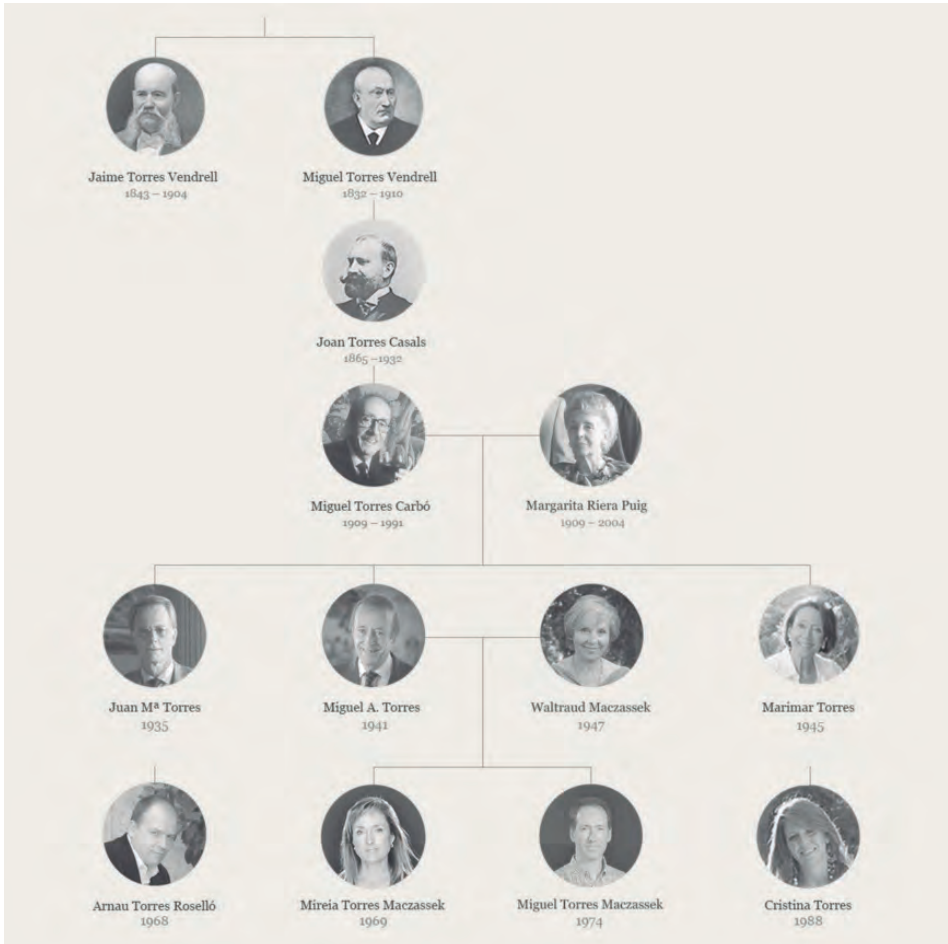 Jaime Torres Vendrell
1843 – 1904
Miguel Torres Vendrell
1832 – 1910
Joan Torres Casals
1865 –1932
Miguel Torres Carbó
1909 – 1991
Margarita Riera Puig
1909 – 2004
Juan Mª Torres
1935
Miguel A. Torres
1941
Waltraud Maczassek
1947
Marimar Torres
1945
Arnau Torres Roselló
1968
Mireia Torres Maczassek
1969
Miguel Torres Maczassek
1974
Cristina Torres
1988